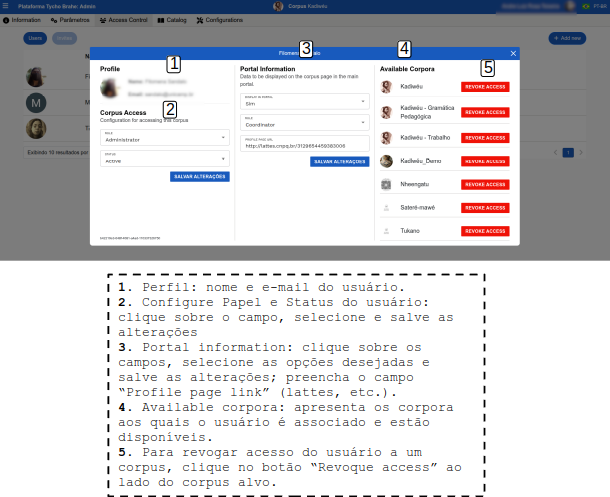 Plataforma Tycho Brahe: Admin
Corpus Kadiwéu
PT-BR
Information
Parâmetros
Access Control
Catalog
Configurations
Users
Add new
Filomena
1
2
3
4
5
Profile
Name:
Email:
Corpus Access
Configuration for accessing this corpus
ROLE
Administrator
STATUS
Active
SALVAR ALTERAÇÕES
Portal Information
Data to be displayed on the corpus page in the main
portal.
DISPLAY IN PORTAL
Sim
ROLE
Coordinator
PROFILE PAGE URL
http://lattes.cnpq.br/3129654459383006
SALVAR ALTERAÇÕES
Available Corpora
Kadiwéu
REVOKE ACCESS
Kadiwéu - Gramática
Pedagógica
REVOKE ACCESS
Kadiwéu - Trabalho
REVOKE ACCESS
Kadiwéu_Demo
REVOKE ACCESS
Nheengatu
REVOKE ACCESS
Sateré-mawé
REVOKE ACCESS
Tukano
REVOKE ACCESS
M
Exibindo 10 resultados por
< 1 >
1. Perfil: nome e e-mail do usuário.
2. Configure Papel e Status do usuário:
clique sobre o campo, selecione e salve as
alterações
3. Portal information: clique sobre os
campos, selecione as opções desejadas e
salve as alterações; preencha o campo
“Profile page link” (lattes, etc.).
4. Available corpora: apresenta os corpora
aos quais o usuário é associado e estão
disponíveis.
5. Para revogar acesso do usuário a um
corpus, clique no botão “Revoque access” ao
lado do corpus alvo.